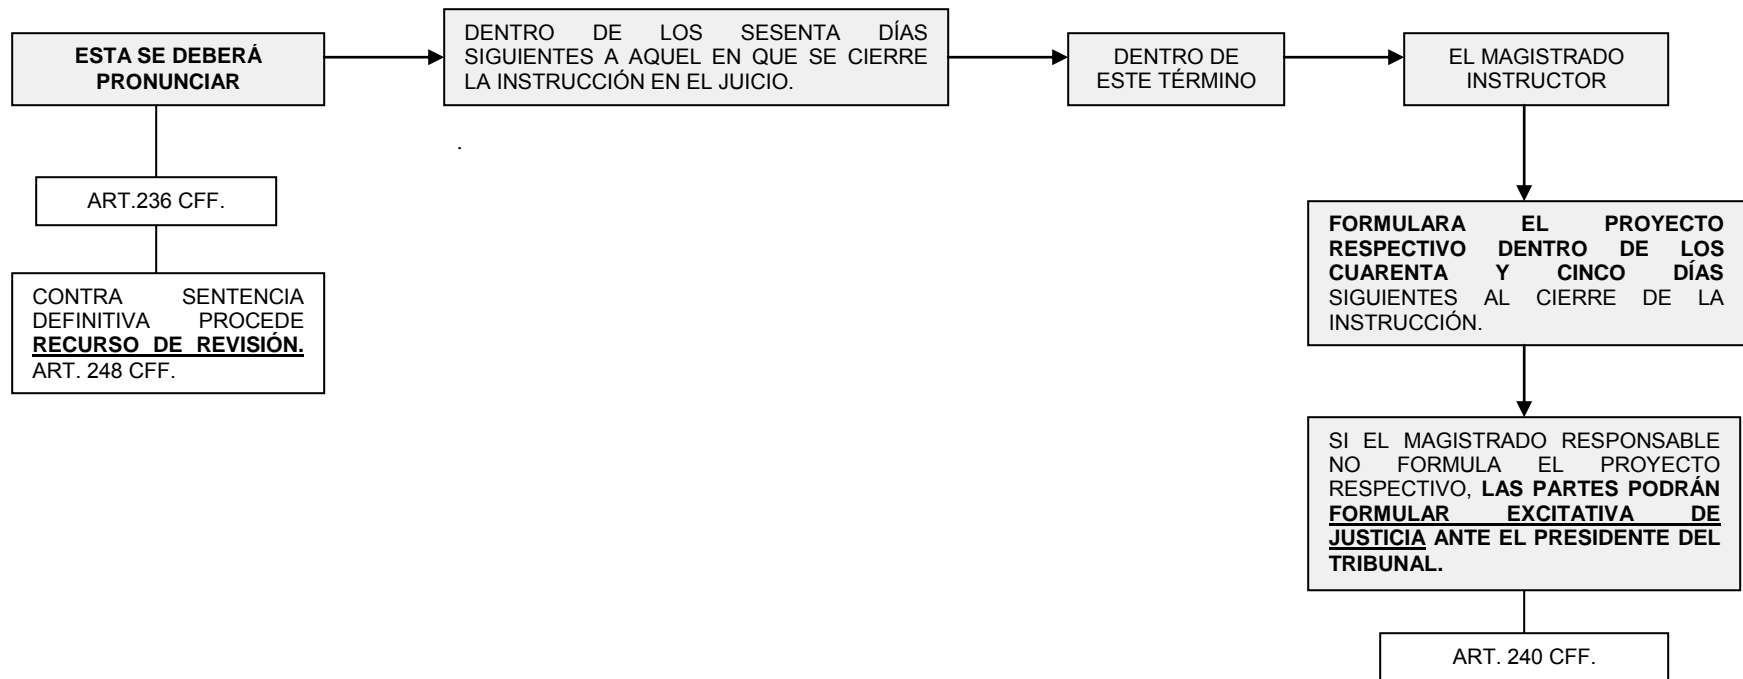 ESTA SE DEBERÁ
PRONUNCIAR
DENTRO DE LOS SESENTA DÍAS
SIGUIENTES A AQUEL EN QUE SE CIERRE
LA INSTRUCCIÓN EN EL JUICIO.
.
DENTRO DE
ESTE TÉRMINO
EL MAGISTRADO
INSTRUCTOR
ART.236 CFF.
CONTRA SENTENCIA
DEFINITIVA PROCEDE
RECURSO DE REVISIÓN.
ART. 248 CFF.
FORMULARA EL PROYECTO
RESPECTIVO DENTRO DE LOS
CUARENTA Y CINCO DÍAS
SIGUIENTES AL CIERRE DE LA
INSTRUCCIÓN.
SI EL MAGISTRADO RESPONSABLE
NO FORMULA EL PROYECTO
RESPECTIVO, LAS PARTES PODRÁN
FORMULAR EXCITATIVA DE
JUSTICIA ANTE EL PRESIDENTE DEL
TRIBUNAL.
ART. 240 CFF.